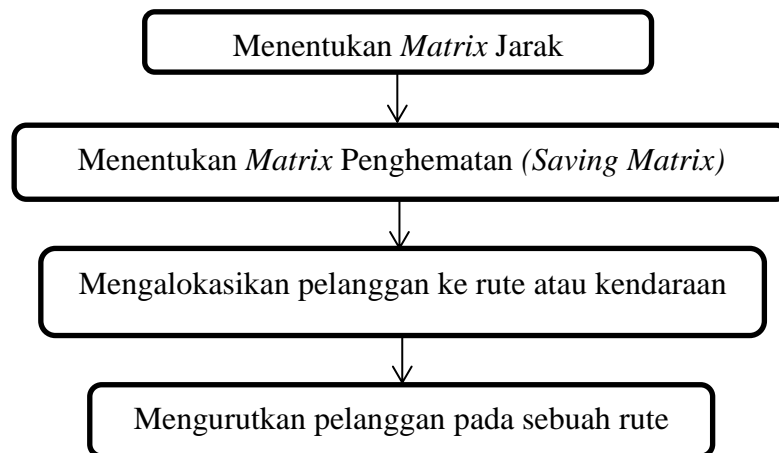 Menentukan Matrix Jarak
Menentukan Matrix Penghematan (Saving Matrix)
Mengalokasikan pelanggan ke rute atau kendaraan
Mengurutkan pelanggan pada sebuah rute